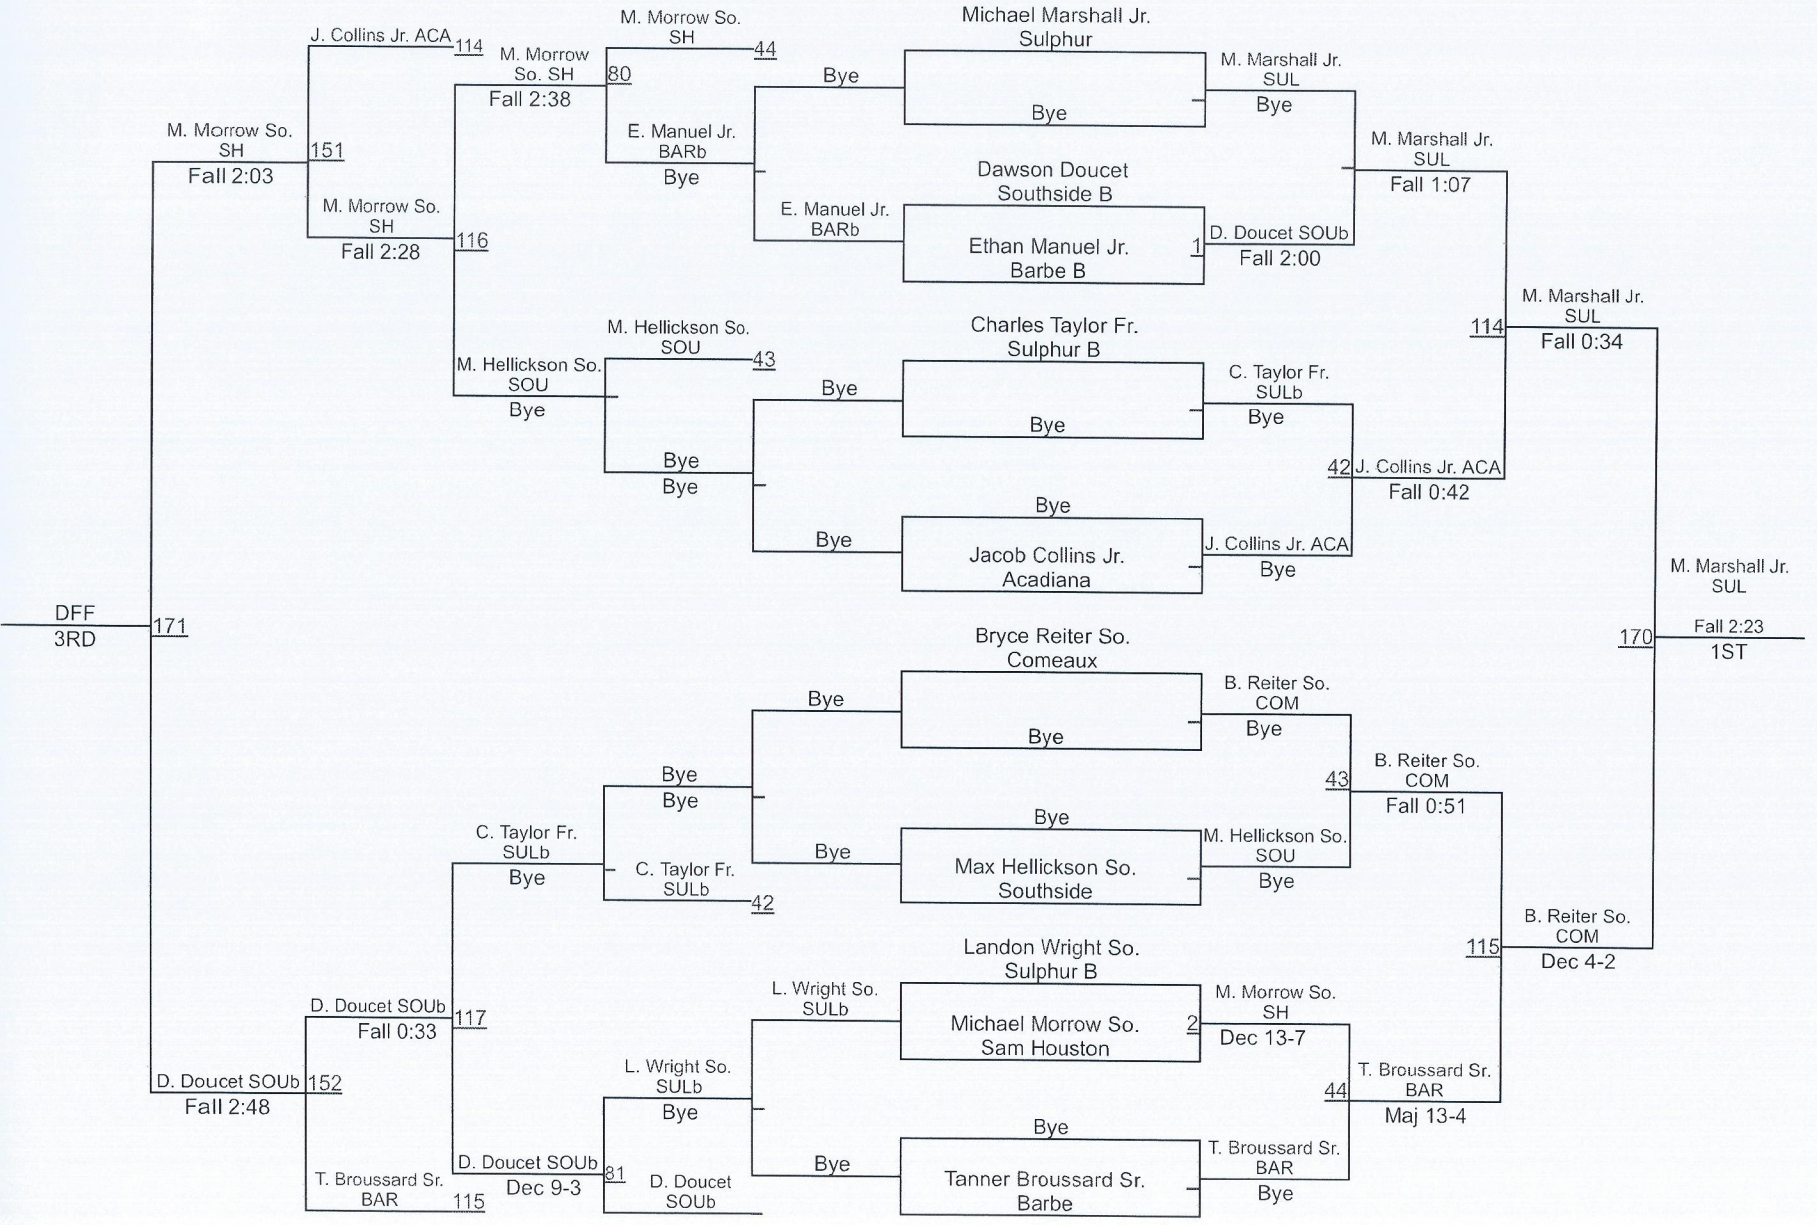 Michael Marshall Jr.
Sulphur
Bye
Dawson Doucet
Southside B
Ethan Manuel Jr.
Barbe B
1
Charles Taylor Fr.
Sulphur B
Bye
Bye
Jacob Collins Jr.
Acadiana
Bryce Reiter So.
Comeaux
Bye
Bye
Max Hellickson So.
Southside
Landon Wright So.
Sulphur B
Michael Morrow So.
Sam Houston
2
Bye
Tanner Broussard Sr.
Barbe
M. Marshall Jr.
SUL
Bye
D. Doucet SOUb
Fall 2:00
C. Taylor Fr.
SULb
Bye
J. Collins Jr. ACA
Bye
B. Reiter So.
COM
Bye
M. Hellickson So.
SOU
Bye
M. Morrow So.
SH
Dec 13-7
T. Broussard Sr.
BAR
Bye
M. Marshall Jr.
SUL
Fall 1:07
42
J. Collins Jr. ACA
Fall 0:42
43
B. Reiter So.
COM
Fall 0:51
44
T. Broussard Sr.
BAR
Maj 13-4
114
M. Marshall Jr.
SUL
Fall 0:34
115
B. Reiter So.
COM
Dec 4-2
170
M. Marshall Jr.
SUL
Fall 2:23
1ST
Bye
E. Manuel Jr.
BARb
Bye
Bye
Bye
Bye
L. Wright So.
SULb
Bye
M. Morrow So.
SH
44
E. Manuel Jr.
BARb
Bye
M. Hellickson So.
SOU
43
Bye
Bye
Bye
Bye
C. Taylor Fr.
SULb
42
L. Wright So.
SULb
Bye
D. Doucet
SOUb
M. Morrow
So. SH
80
Fall 2:38
M. Hellickson So.
SOU
Bye
C. Taylor Fr.
SULb
Bye
D. Doucet SOUb
81
Dec 9-3
J. Collins Jr. ACA
114
M. Morrow So.
SH
116
Fall 2:28
D. Doucet SOUb
117
Fall 0:33
T. Broussard Sr.
BAR
115
M. Morrow So.
SH
151
Fall 2:03
D. Doucet SOUb
152
Fall 2:48
DFF
171
3RD